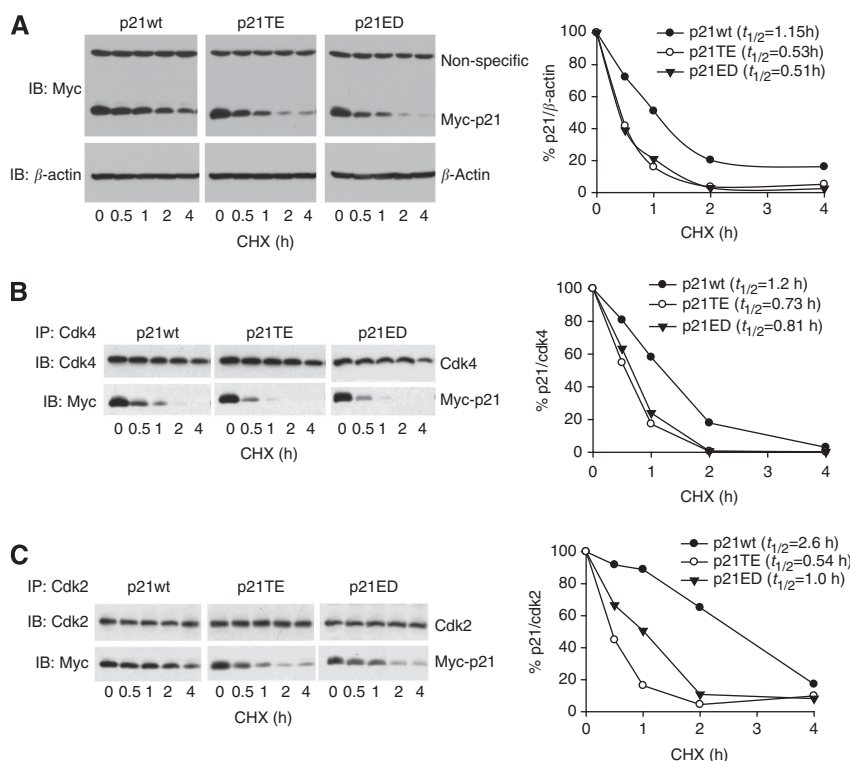 A
p21wt p21TE p21ED
IB: Myc
Non-specific
Myc-p21
IB: β-actin
β-Actin
0 0.5 1 2 4 0 0.5 1 2 4 0 0.5 1 2 4
CHX (h)
p21wt (t1/2=1.15h)
p21TE (t1/2=0.53h)
p21ED (t1/2=0.51h)
% p21/β-actin
100
80
60
40
20
0
0 1 2 3 4
CHX (h)
B
IP: Cdk4 p21wt p21TE p21ED
IB: Cdk4 Cdk4
IB: Myc Myc-p21
0 0.5 1 2 4 0 0.5 1 2 4 0 0.5 1 2 4
CHX (h)
p21wt (t1/2=1.2 h)
p21TE (t1/2=0.73 h)
p21ED (t1/2=0.81 h)
% p21/cdk4
100
80
60
40
20
0
0 1 2 3 4
CHX (h)
C
IP: Cdk2 p21wt p21TE p21ED
IB: Cdk2 Cdk2
IB: Myc Myc-p21
0 0.5 1 2 4 0 0.5 1 2 4 0 0.5 1 2 4
CHX (h)
p21wt (t1/2=2.6 h)
p21TE (t1/2=0.54 h)
p21ED (t1/2=1.0 h)
% p21/cdk2
100
80
60
40
20
0
0 1 2 3 4
CHX (h)